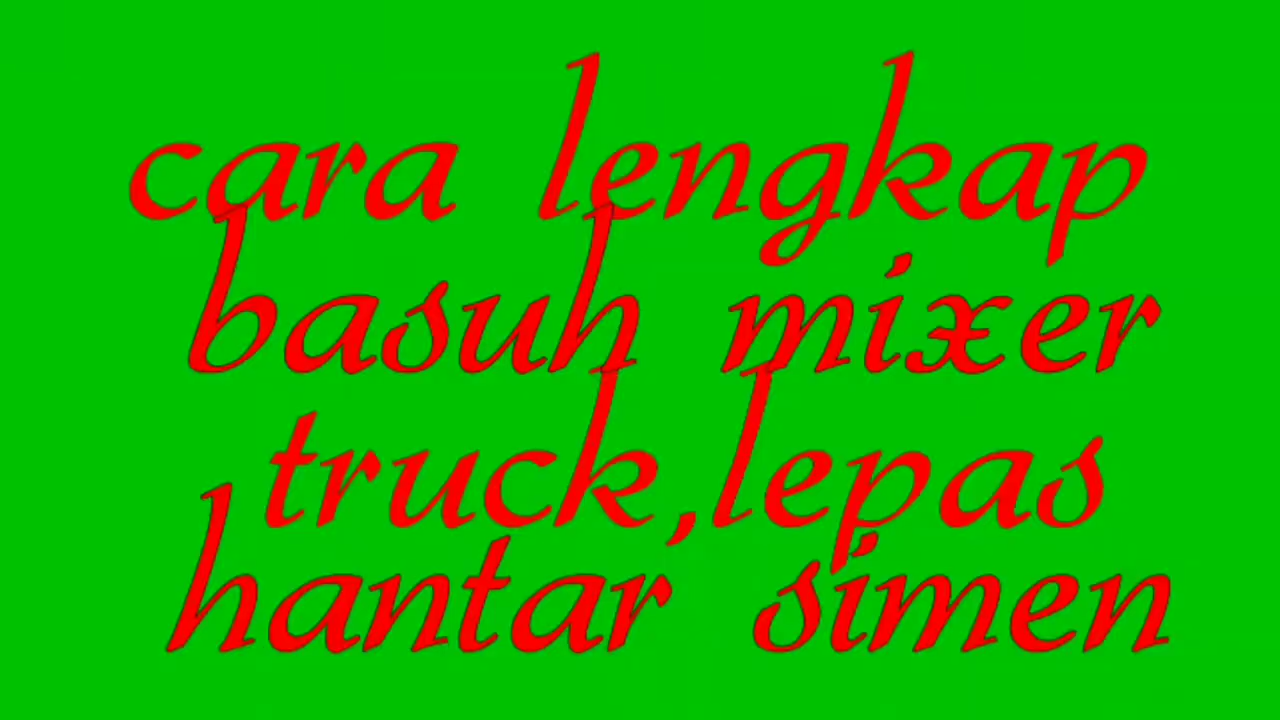 cara lengkap
basuh mixer
truck,lepas
hantar simen